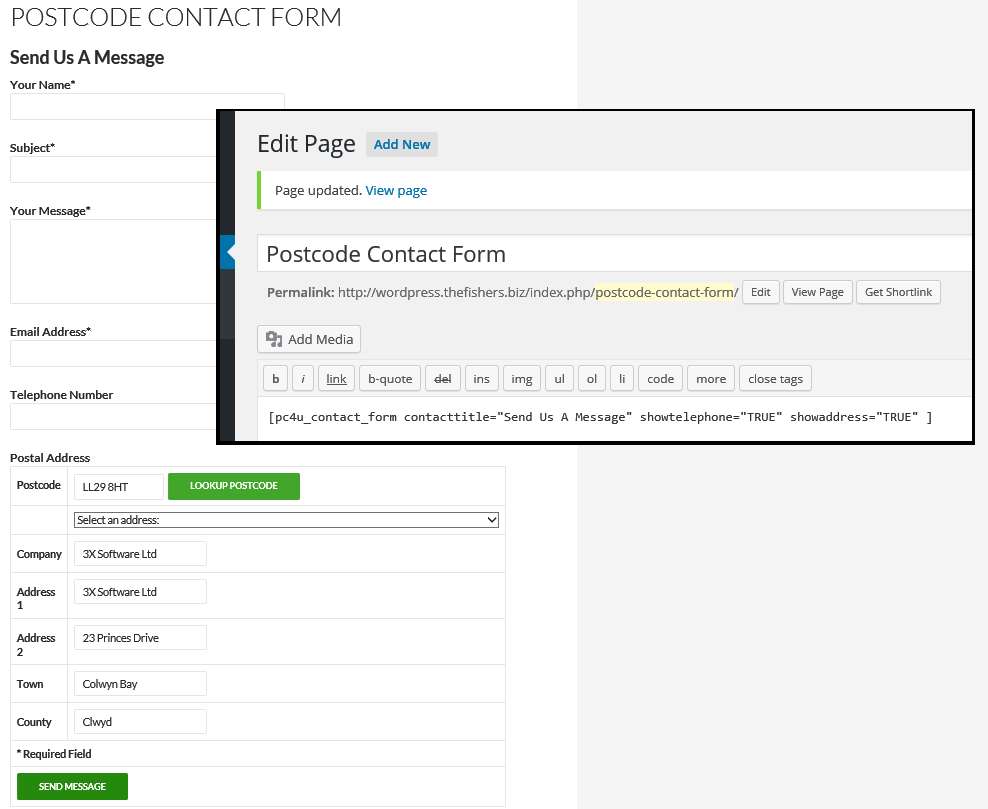 POSTCODE CONTACT FORM
Send Us A Message
Your Name*
Subject*
Your Message*
Email Address*
Telephone Number
Edit Page Add New
Page updated. View page
Postcode Contact Form
Permalink: http://wordpress.thefishers.biz/index.php/postcode-contact-form/ Edit View Page Get Shortlink
Add Media
b i link b-quote del ins img ul ol li code more close tags
[pc4u_contact_form contacttitle="Send Us A Message" showtelephone="TRUE" showaddress="TRUE" ]
Postal Address
Postcode LL29 8HT LOOKUP POSTCODE
Select an address:
Company 3X Software Ltd
Address 1 3X Software Ltd
Address 2 23 Princes Drive
Town Colwyn Bay
County Clwyd
* Required Field
SEND MESSAGE